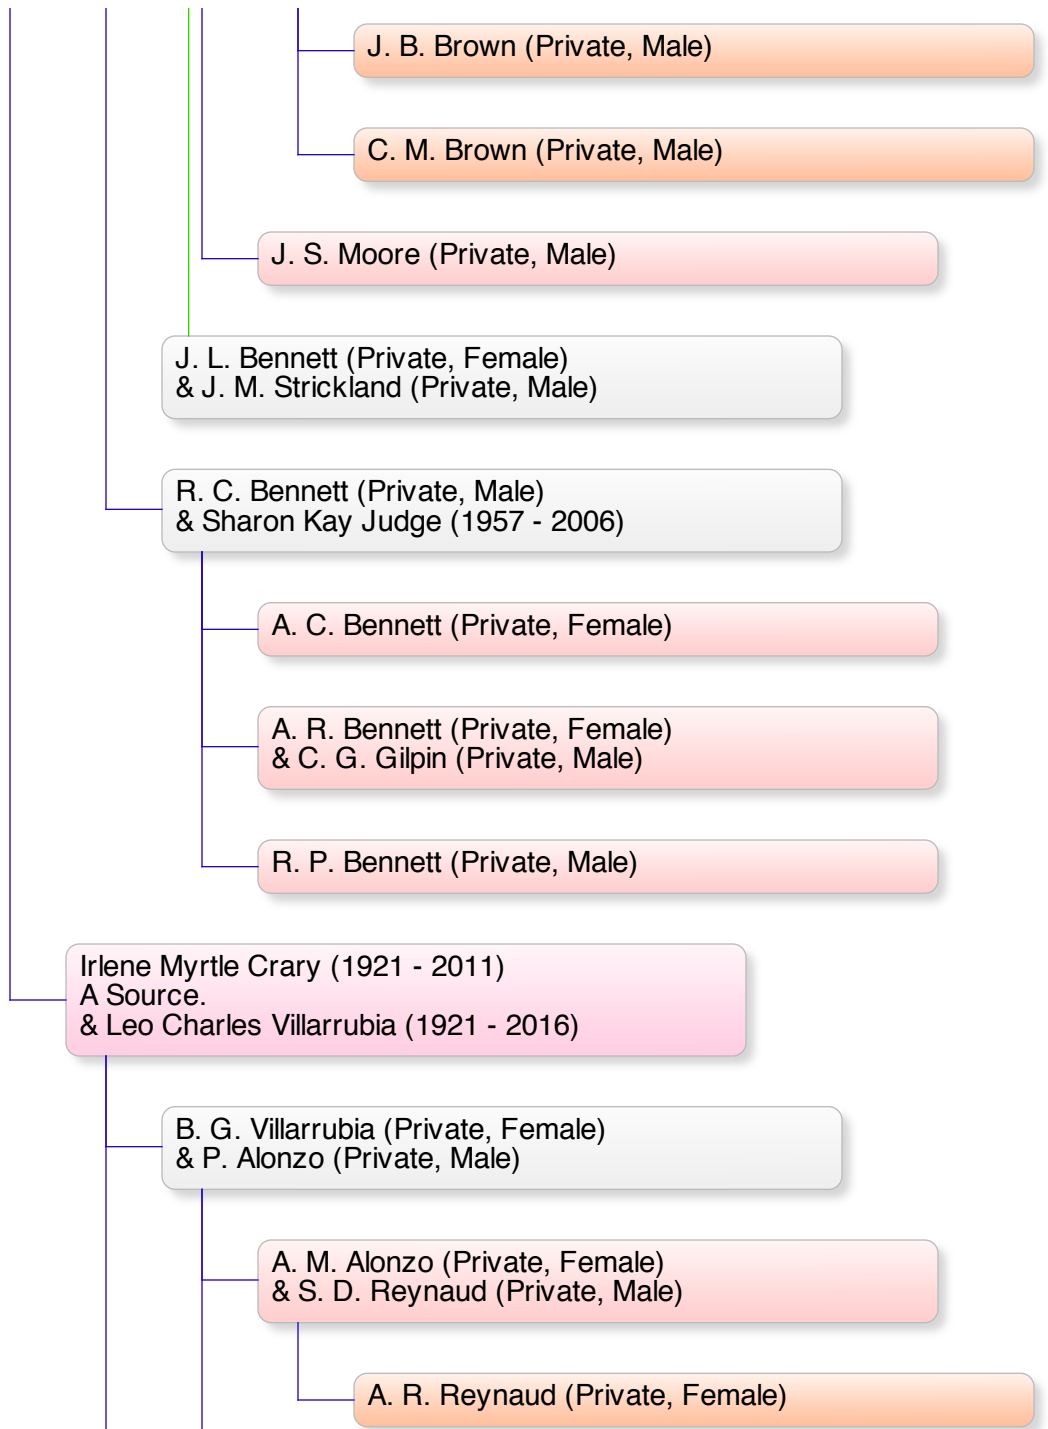 J. B. Brown (Private, Male)
C. M. Brown (Private, Male)
J. S. Moore (Private, Male)
J. L. Bennett (Private, Female)
& J. M. Strickland (Private, Male)
R. C. Bennett (Private, Male)
& Sharon Kay Judge (1957 - 2006)
A. C. Bennett (Private, Female)
A. R. Bennett (Private, Female)
& C. G. Gilpin (Private, Male)
R. P. Bennett (Private, Male)
Irlene Myrtle Crary (1921 - 2011)
A Source.
& Leo Charles Villarrubia (1921 - 2016)
B. G. Villarrubia (Private, Female)
& P. Alonzo (Private, Male)
A. M. Alonzo (Private, Female)
& S. D. Reynaud (Private, Male)
A. R. Reynaud (Private, Female)